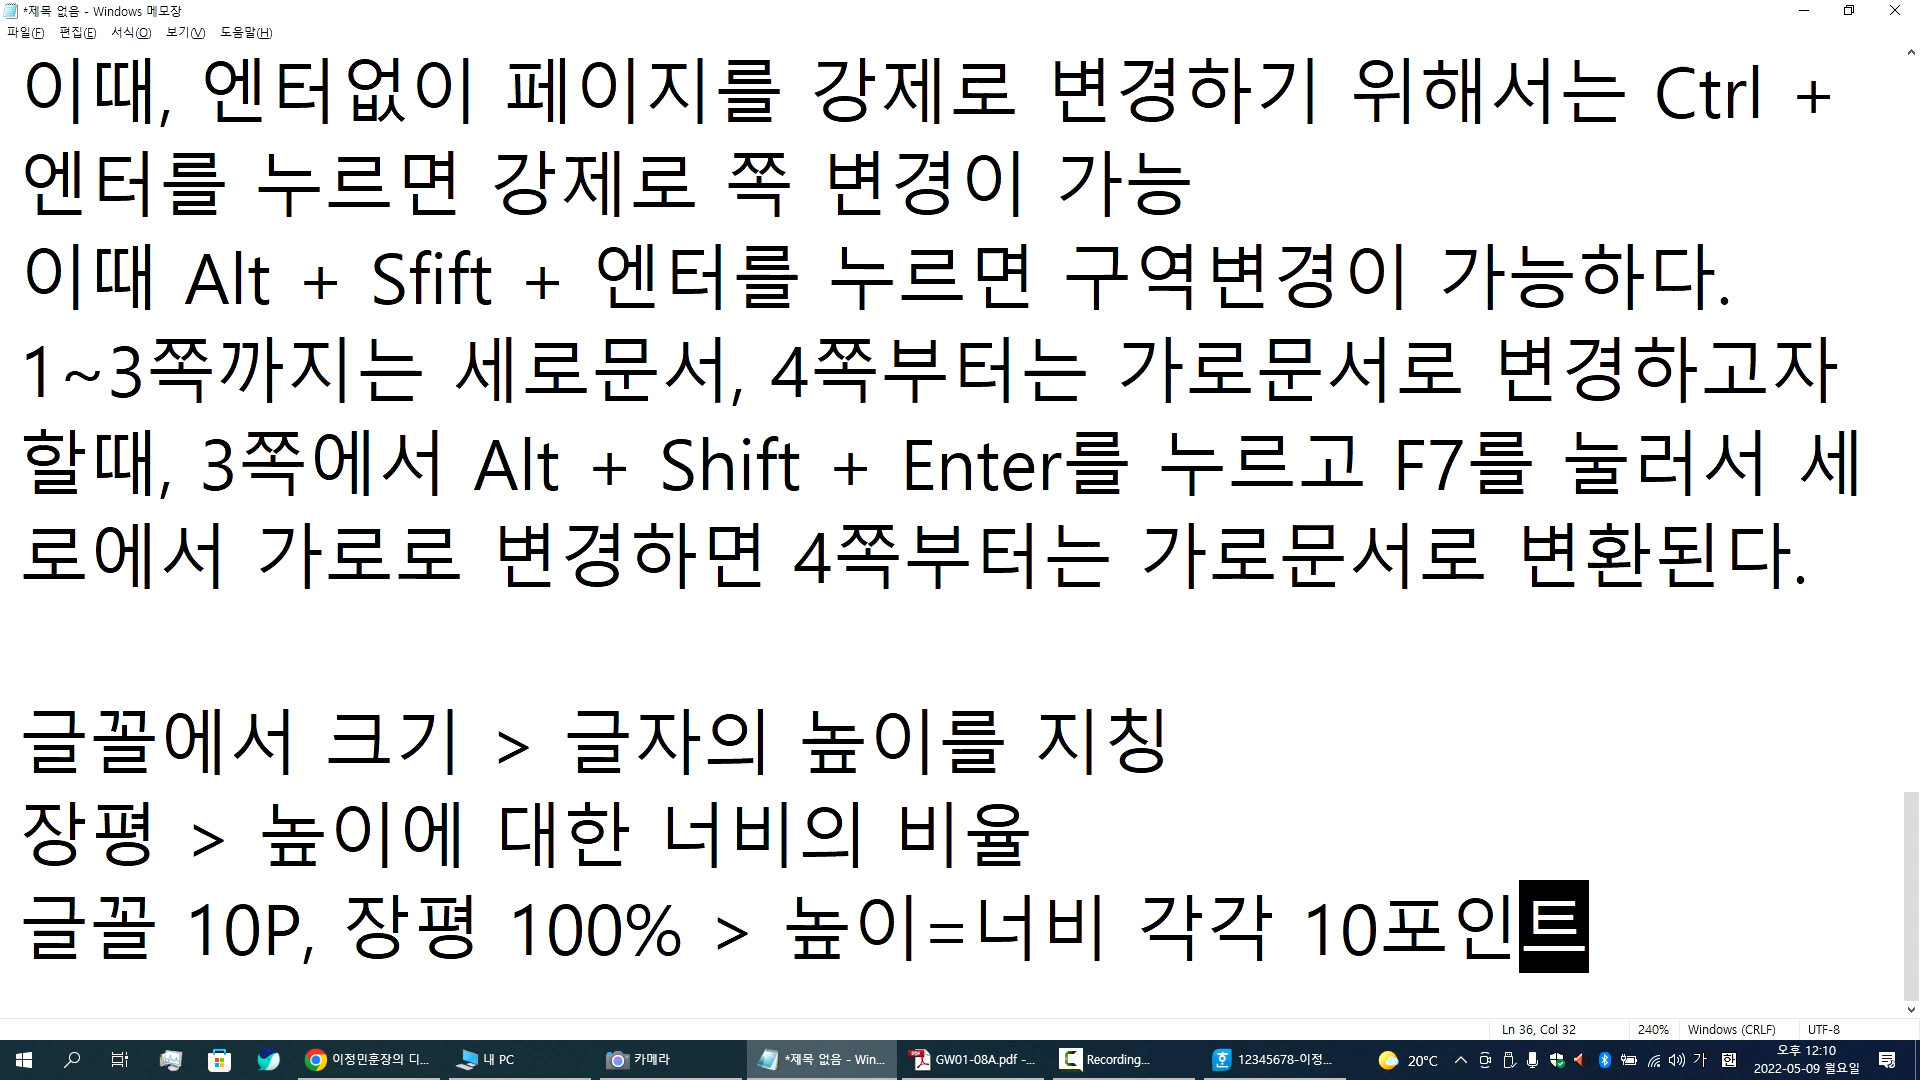 *제목 없음 - Windows 메모장
파일(F) 편집(E) 서식(O) 보기(V) 도움말(H)
이때, 엔터없이 페이지를 강제로 변경하기 위해서는 Ctrl +
엔터를 누르면 강제로 쪽 변경이 가능
이때 Alt + Sfift + 엔터를 누르면 구역변경이 가능하다.
1~3쪽까지는 세로문서, 4쪽부터는 가로문서로 변경하고자
할때, 3쪽에서 Alt + Shift + Enter를 누르고 F7를 눌러서 세
로에서 가로로 변경하면 4쪽부터는 가로문서로 변환된다.
글꼴에서 크기 > 글자의 높이를 지칭
장평 > 높이에 대한 너비의 비율
글꼴 10P, 장평 100% > 높이=너비 각각 10포인트
Ln 36, Col 32 240% Windows (CRLF) UTF-8
이정민훈장의 디... 내 PC 카메라 *제목 없음 - Win... GW01-08A.pdf -... Recording... 12345678-이정... 20°C 가 한 오후 12:10
2022-05-09 월요일